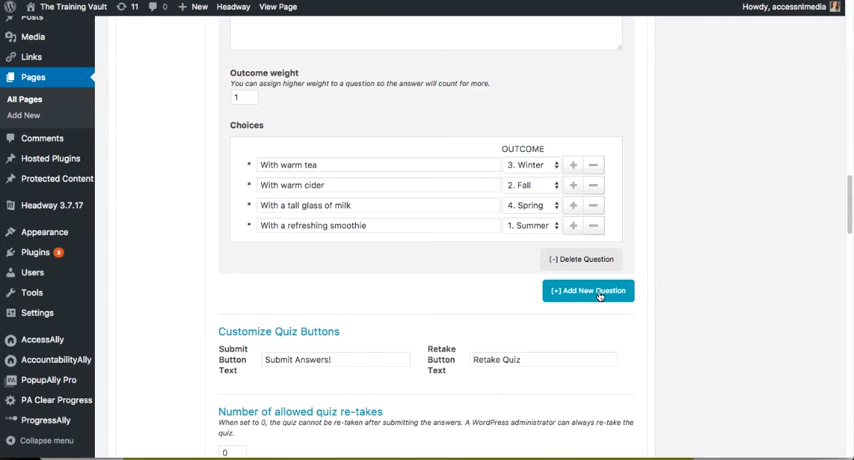 The Training Vault 11 0 + New Headway View Page Howdy, accessnlmedia
Posts
Media
Links
Pages
All Pages
Add New
Comments
Hosted Plugins
Protected Content
Headway 3.7.17
Appearance
Plugins 3
Users
Tools
Settings
AccessAlly
AccountabilityAlly
PopupAlly Pro
PA Clear Progress
ProgressAlly
Collapse menu
Outcome weight
You can assign higher weight to a question so the answer will count for more.
1
Choices
OUTCOME
* With warm tea 3. Winter + −
* With warm cider 2. Fall + −
* With a tall glass of milk 4. Spring + −
* With a refreshing smoothie 1. Summer + −
[-] Delete Question
[+] Add New Question
Customize Quiz Buttons
Submit Button Text Submit Answers! Retake Button Text Retake Quiz
Number of allowed quiz re-takes
When set to 0, the quiz cannot be re-taken after submitting the answers. A WordPress administrator can always re-take the
quiz.
0